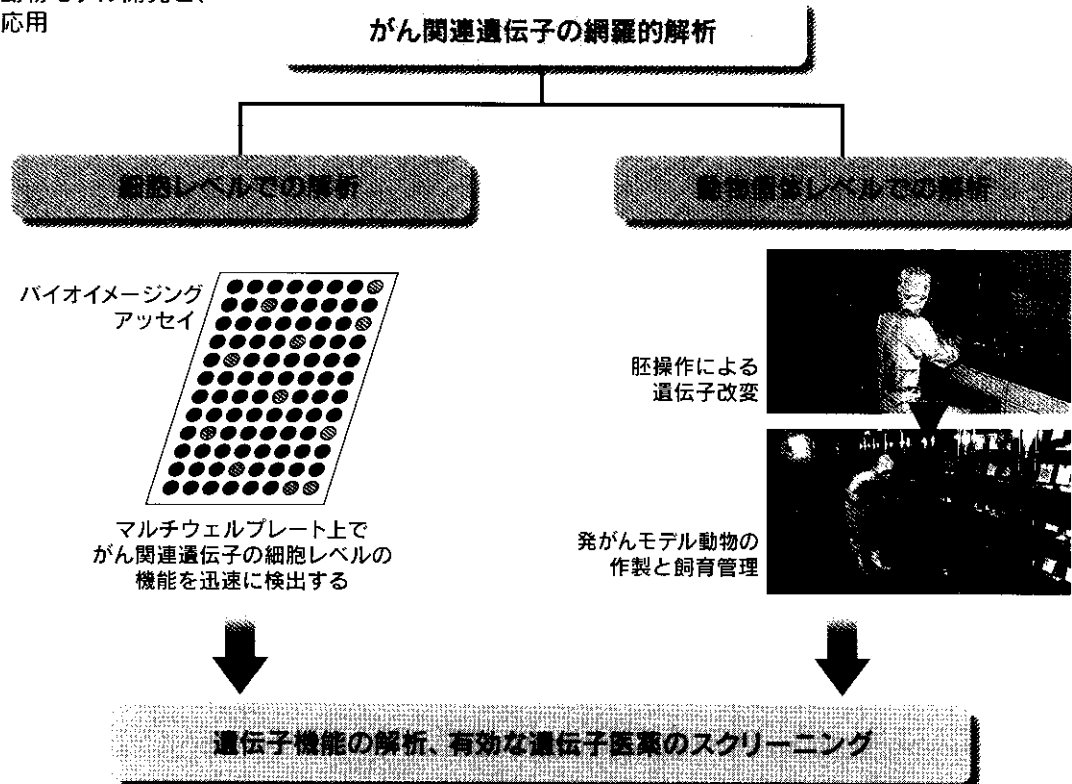 応用
がん関連遺伝子の網羅的解析
細胞レベルでの解析
動物個体レベルでの解析
バイオイメージング
アッセイ
マルチウェルプレート上で
がん関連遺伝子の細胞レベルの
機能を迅速に検出する
胚操作による
遺伝子改変
発がんモデル動物の
作製と飼育管理
遺伝子機能の解析、有効な遺伝子医薬のスクリーニング